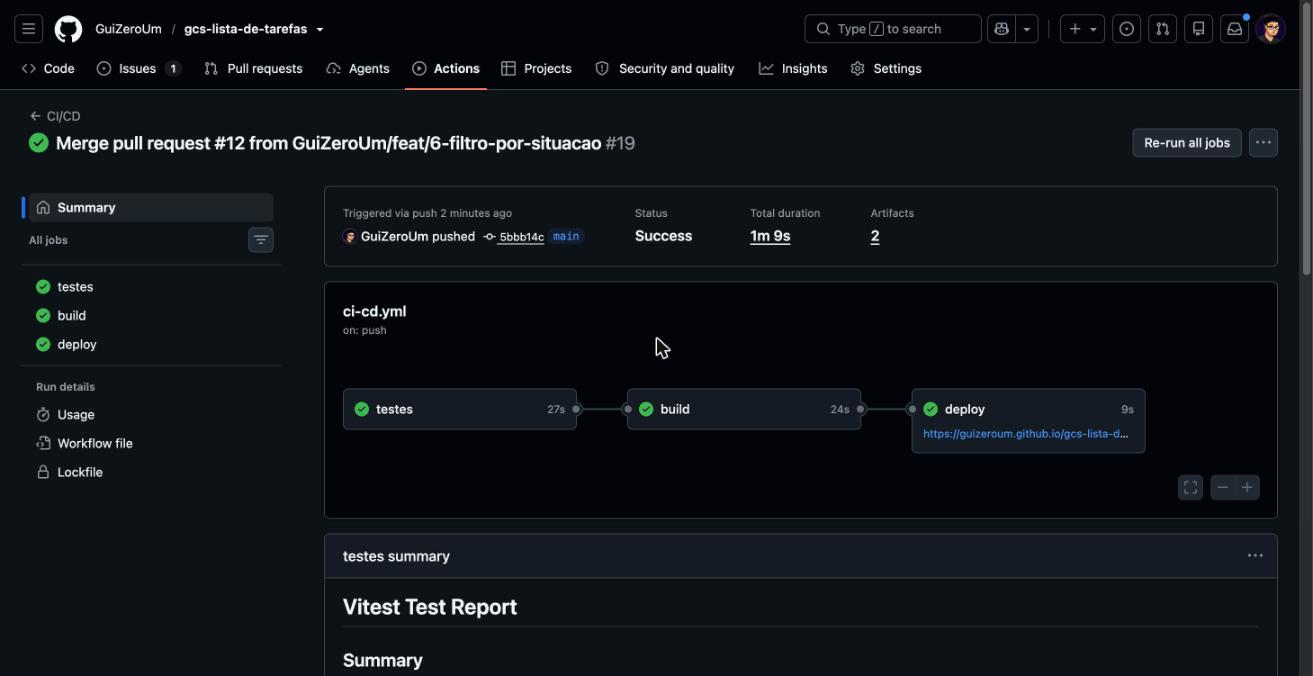 GuiZeroUm / gcs-lista-de-tarefas
Type / to search
Code
Issues 1
Pull requests
Agents
Actions
Projects
Security and quality
Insights
Settings
← CI/CD
Merge pull request #12 from GuiZeroUm/feat/6-filtro-por-situacao #19
Re-run all jobs
Summary
All jobs
testes
build
deploy
Run details
Usage
Workflow file
Lockfile
Triggered via push 2 minutes ago
GuiZeroUm pushed 5bbb14c main
Status
Success
Total duration
1m 9s
Artifacts
2
ci-cd.yml
on: push
testes 27s
build 24s
deploy 9s
https://guizeroum.github.io/gcs-lista-d...
testes summary
Vitest Test Report
Summary